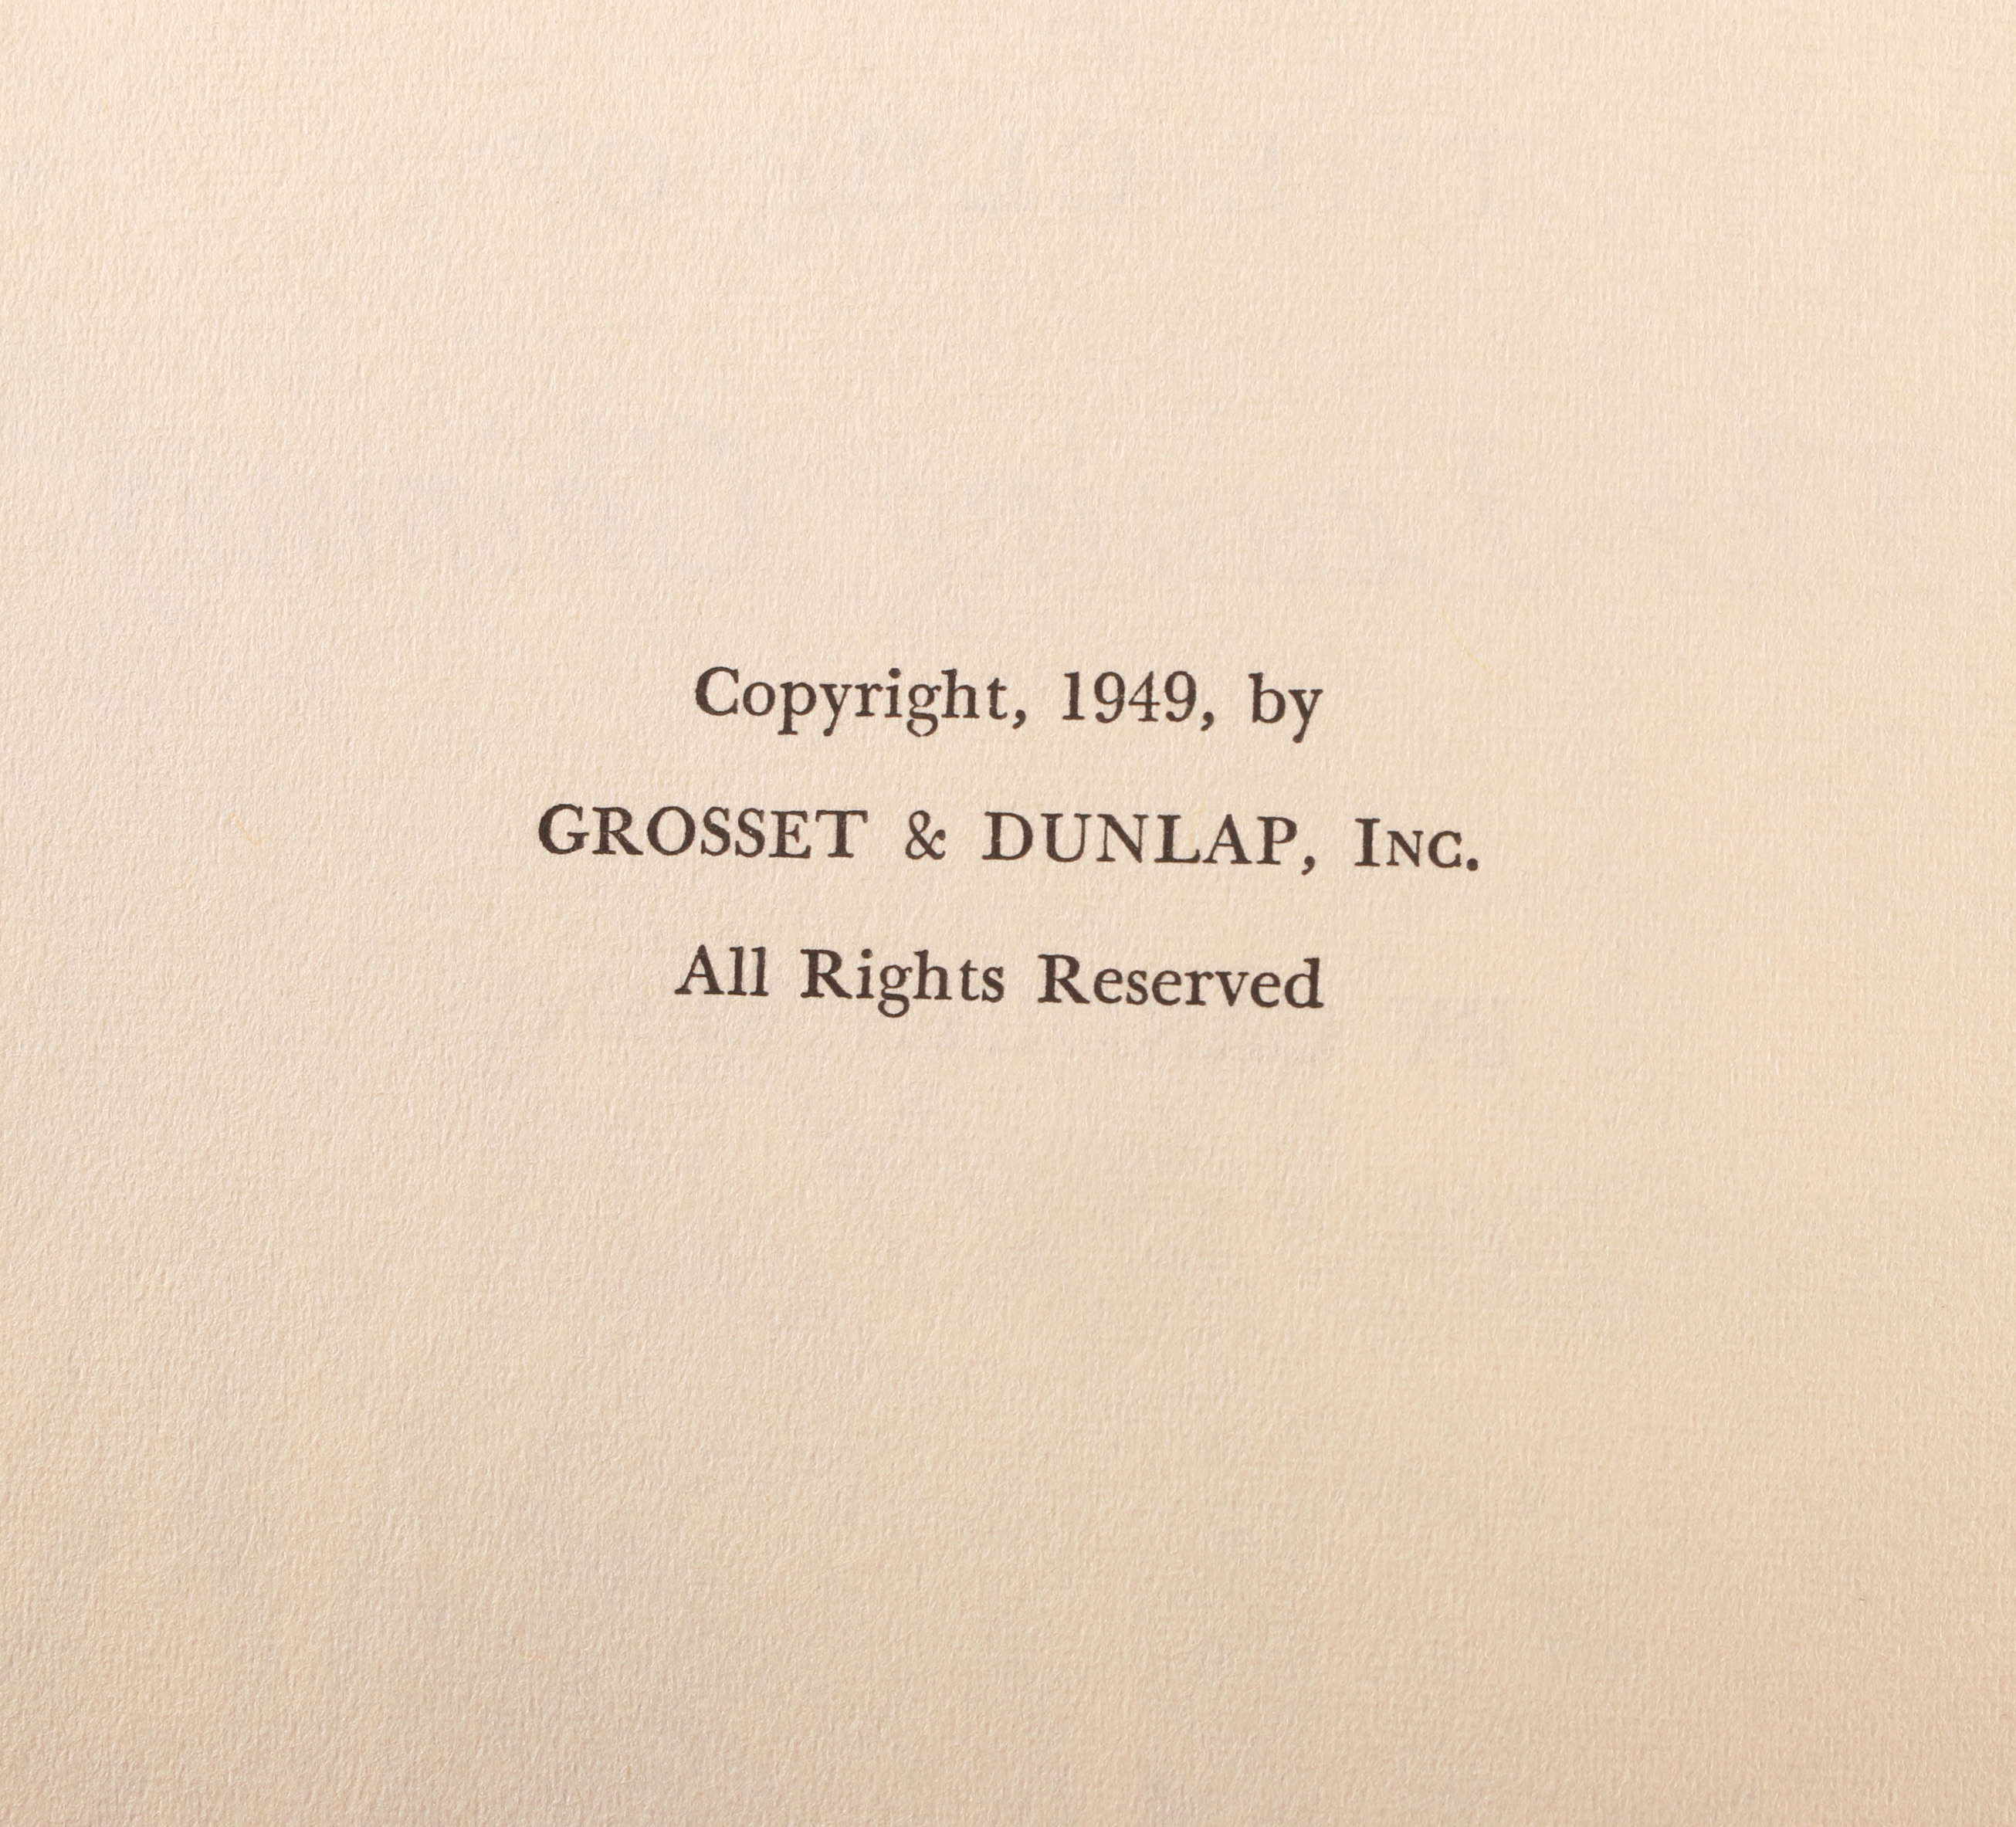 Copyright, 1949, by
GROSSET & DUNLAP, INC.
All Rights Reserved